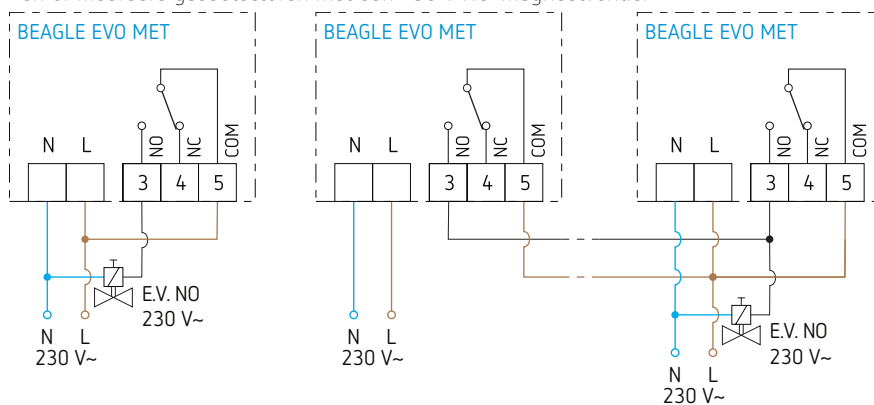 BEAGLE EVO MET
BEAGLE EVO MET
BEAGLE EVO MET
NO NC COM
N L
3 4 5
NO NC COM
N L
3 4 5
NO NC COM
N L
3 4 5
E.V. NO
230 V~
N L
230 V~
N L
230 V~
E.V. NO
230 V~
N L
230 V~